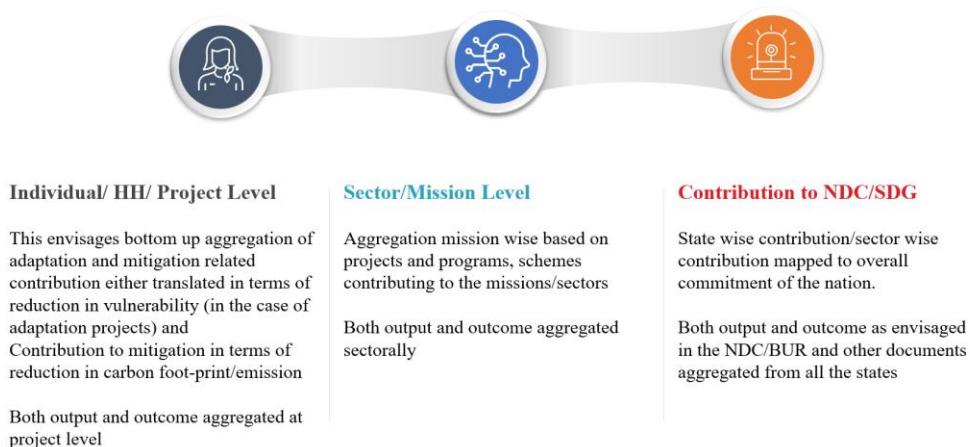 Individual/ HH/ Project Level
This envisages bottom up aggregation of
adaptation and mitigation related
contribution either translated in terms of
reduction in vulnerability (in the case of
adaptation projects) and
Contribution to mitigation in terms of
reduction in carbon foot-print/emission
Both output and outcome aggregated at
project level
Sector/Mission Level
Aggregation mission wise based on
projects and programs, schemes
contributing to the missions/sectors
Both output and outcome aggregated
sectorally
Contribution to NDC/SDG
State wise contribution/sector wise
contribution mapped to overall
commitment of the nation.
Both output and outcome as envisaged
in the NDC/BUR and other documents
aggregated from all the states